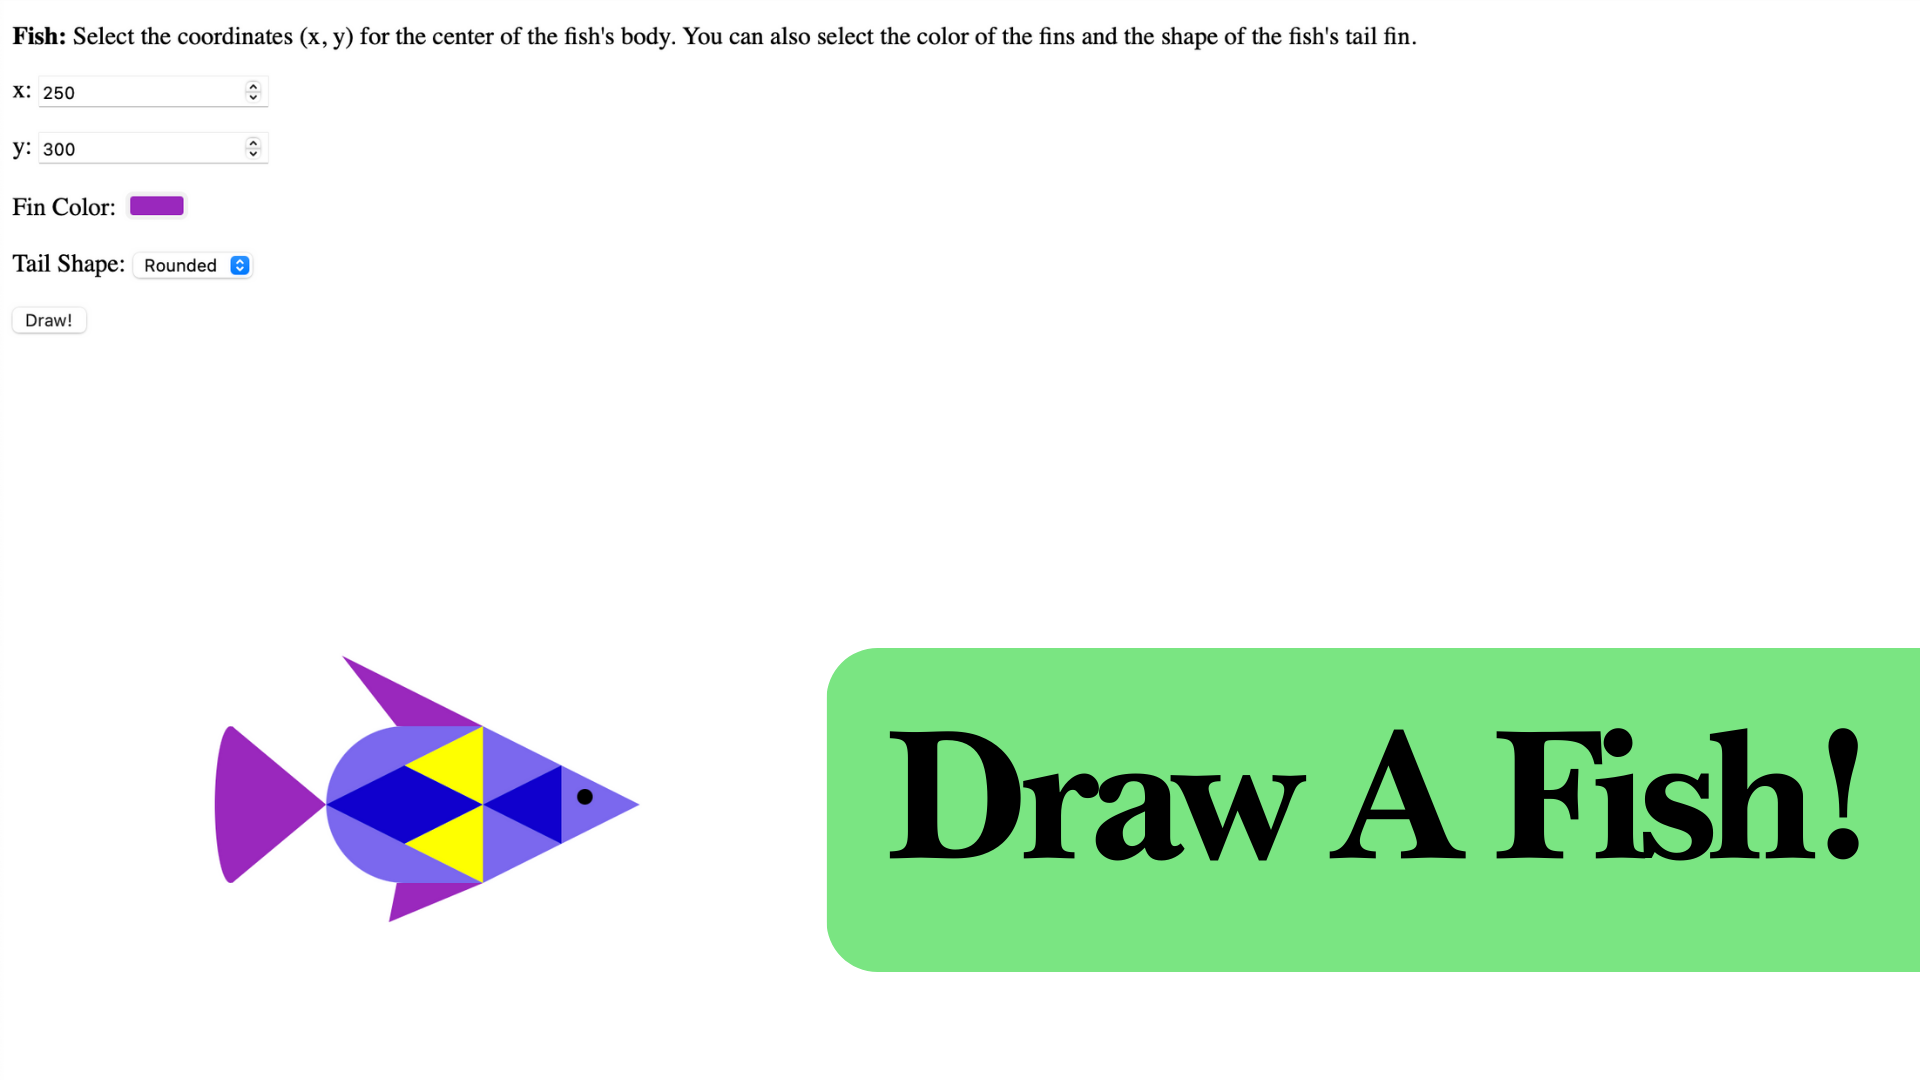 Fish: Select the coordinates (x, y) for the center of the fish's body. You can also select the color of the fins and the shape of the fish's tail fin.
x: 250
y: 300
Fin Color:
Tail Shape: Rounded
Draw!
Draw A Fish!